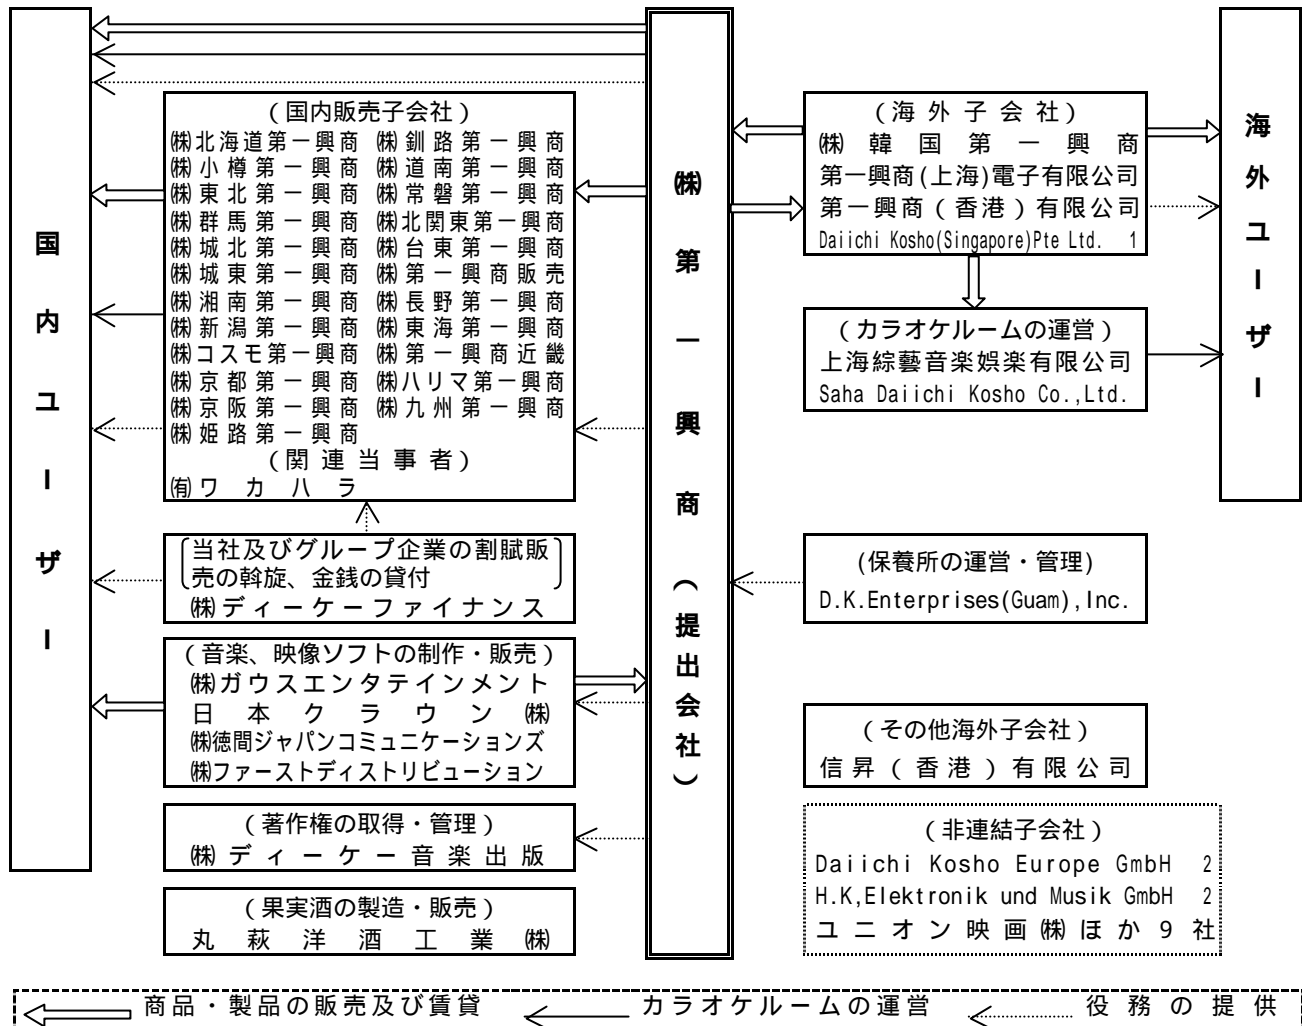 国内ユーザー
(国内販売子会社)
㈱北海道第一興商 ㈱釧路第一興商
㈱小樽第一興商 ㈱道南第一興商
㈱東北第一興商 ㈱常磐第一興商
㈱群馬第一興商 ㈱北関東第一興商
㈱城北第一興商 ㈱台東第一興商
㈱城東第一興商 ㈱第一興商販売
㈱湘南第一興商 ㈱長野第一興商
㈱新潟第一興商 ㈱東海第一興商
㈱コスモ第一興商 ㈱第一興商近畿
㈱京都第一興商 ㈱ハリマ第一興商
㈱京阪第一興商 ㈱九州第一興商
㈱姫路第一興商
(関連当事者)
㈲ワカハラ
当社及びグループ企業の割賦販
売の斡旋、金銭の貸付
㈱ディーケーファイナンス
(音楽、映像ソフトの制作・販売)
㈱ガウスエンタテインメント
日本クラウン㈱
㈱徳間ジャパンコミュニケーションズ
㈱ファーストディストリビューション
(著作権の取得・管理)
㈱ディーケー音楽出版
(果実酒の製造・販売)
丸萩洋酒工業㈱
㈱第一興商(提出会社)
(海外子会社)
㈱韓国第一興商
第一興商(上海)電子有限公司
第一興商(香港)有限公司
Daiichi Kosho(Singapore)Pte Ltd. 1
(カラオケルームの運営)
上海綜藝音楽娯楽有限公司
Saha Daiichi Kosho Co.,Ltd.
(保養所の運営・管理)
D.K.Enterprises(Guam),Inc.
(その他海外子会社)
信昇(香港)有限公司
(非連結子会社)
Daiichi Kosho Europe GmbH 2
H.K,Elektronik und Musik GmbH 2
ユニオン映画㈱ほか9社
海外ユーザー
商品・製品の販売及び賃貸 カラオケルームの運営 役務の提供